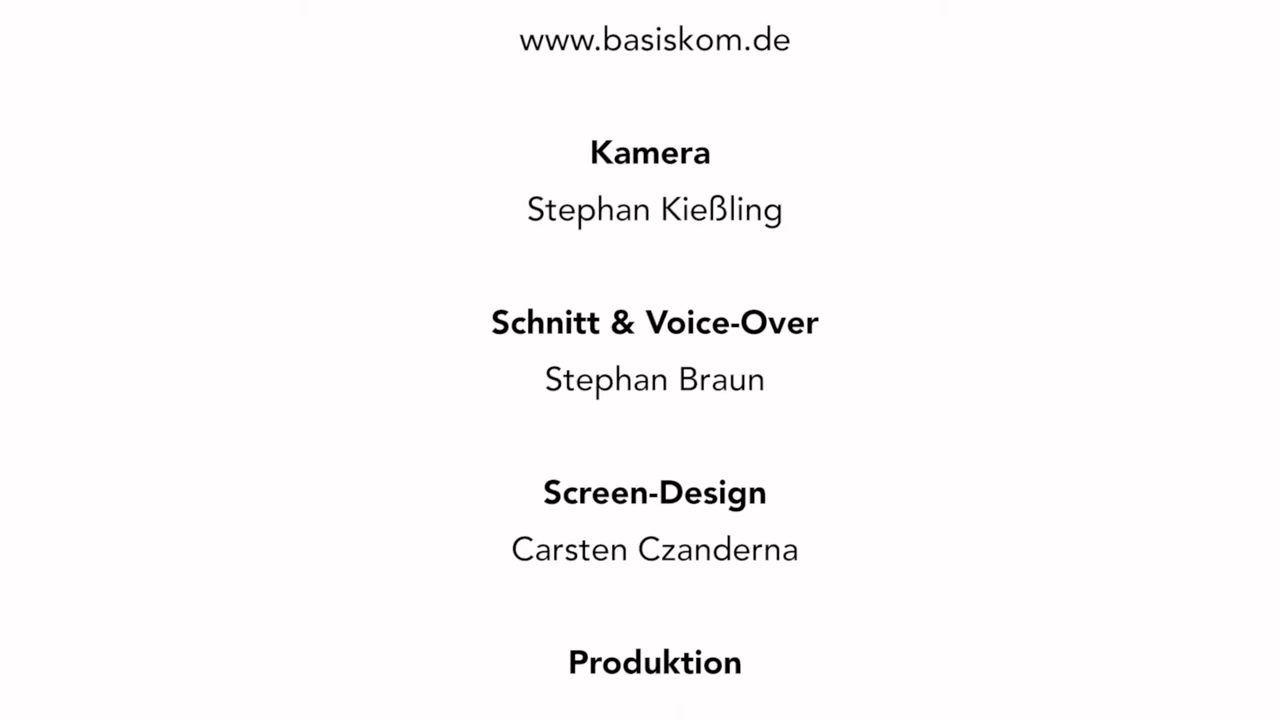 www.basiskom.de
Kamera
Stephan Kießling
Schnitt & Voice-Over
Stephan Braun
Screen-Design
Carsten Czanderna
Produktion